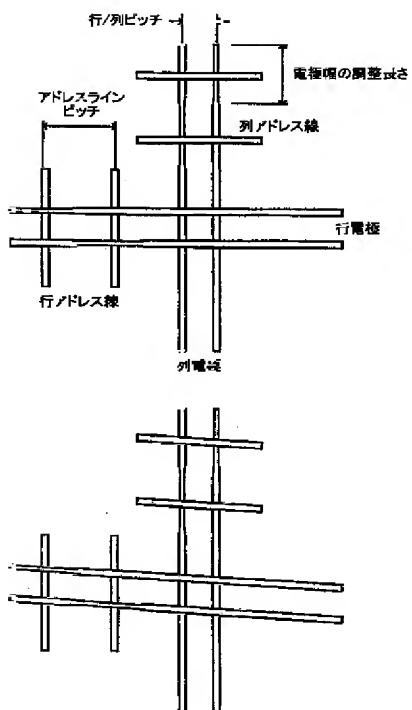 行/列ピッチ
電極幅の調整長さ
アドレスライン
ピッチ
列アドレス線
行電極
行アドレス線
列電極